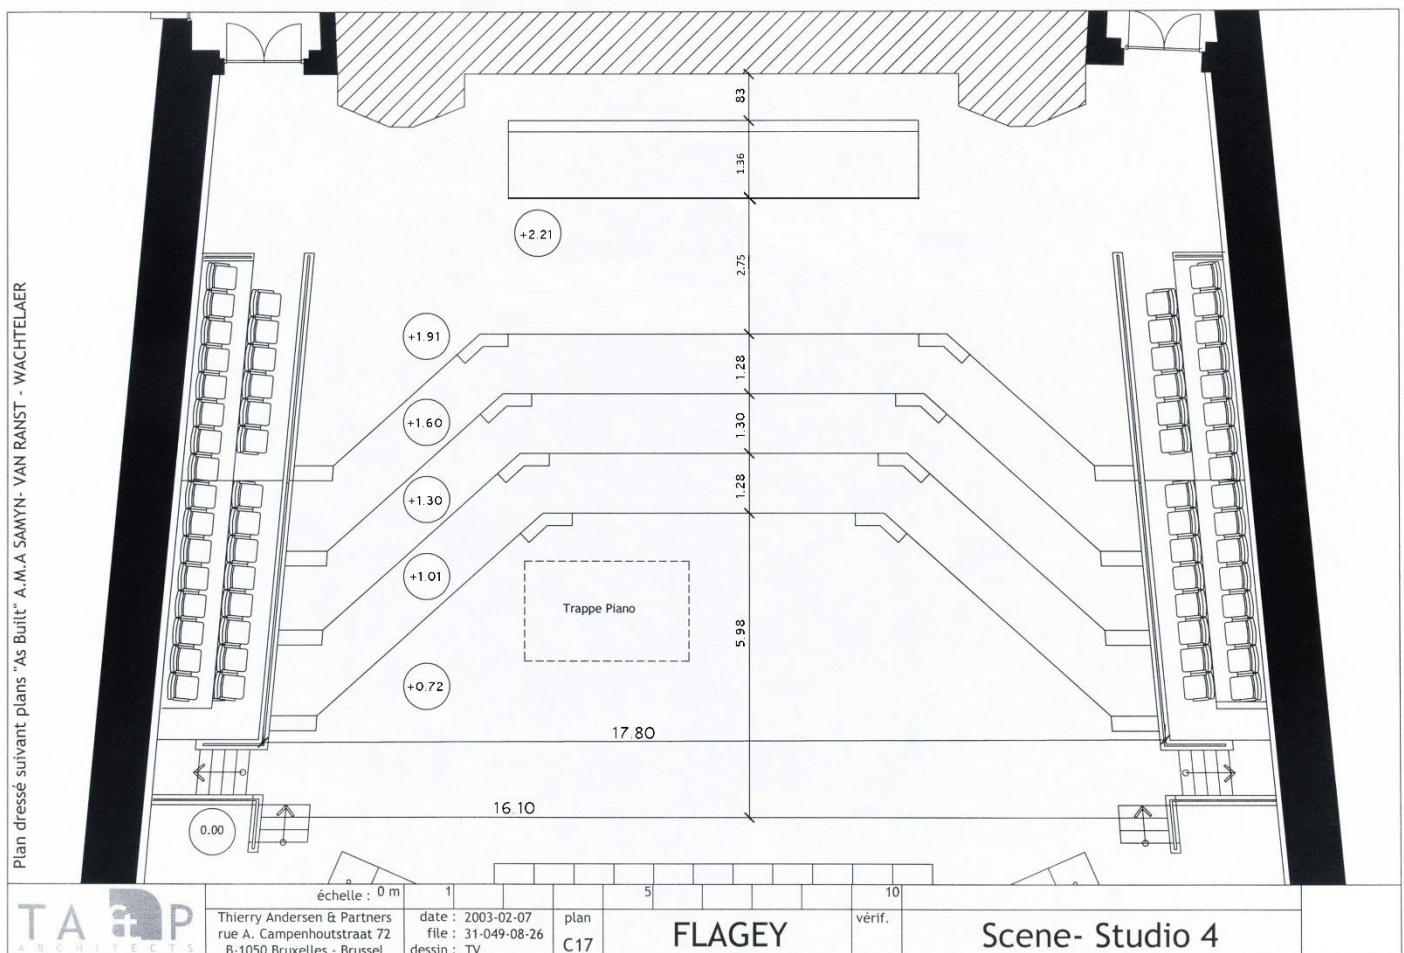 83
1.36
+2.21
2.75
+1.91
1.28
+1.60
1.30
+1.30
1.28
+1.01
Trappe Piano
5.98
+0.72
17.80
16.10
0.00
Plan dressé suivant plans "As Built" A.M.A SAMYN- VAN RANST - WACHTELAER
échelle : 0 m 1 5 10
TA&P
ARCHITECTS
Thierry Andersen & Partners
rue A. Campenhoutstraat 72
B-1050 Bruxelles - Brussel
date : 2003-02-07
file : 31-049-08-26
dessin : TV
plan
C17
FLAGEY
vérif.
Scene- Studio 4